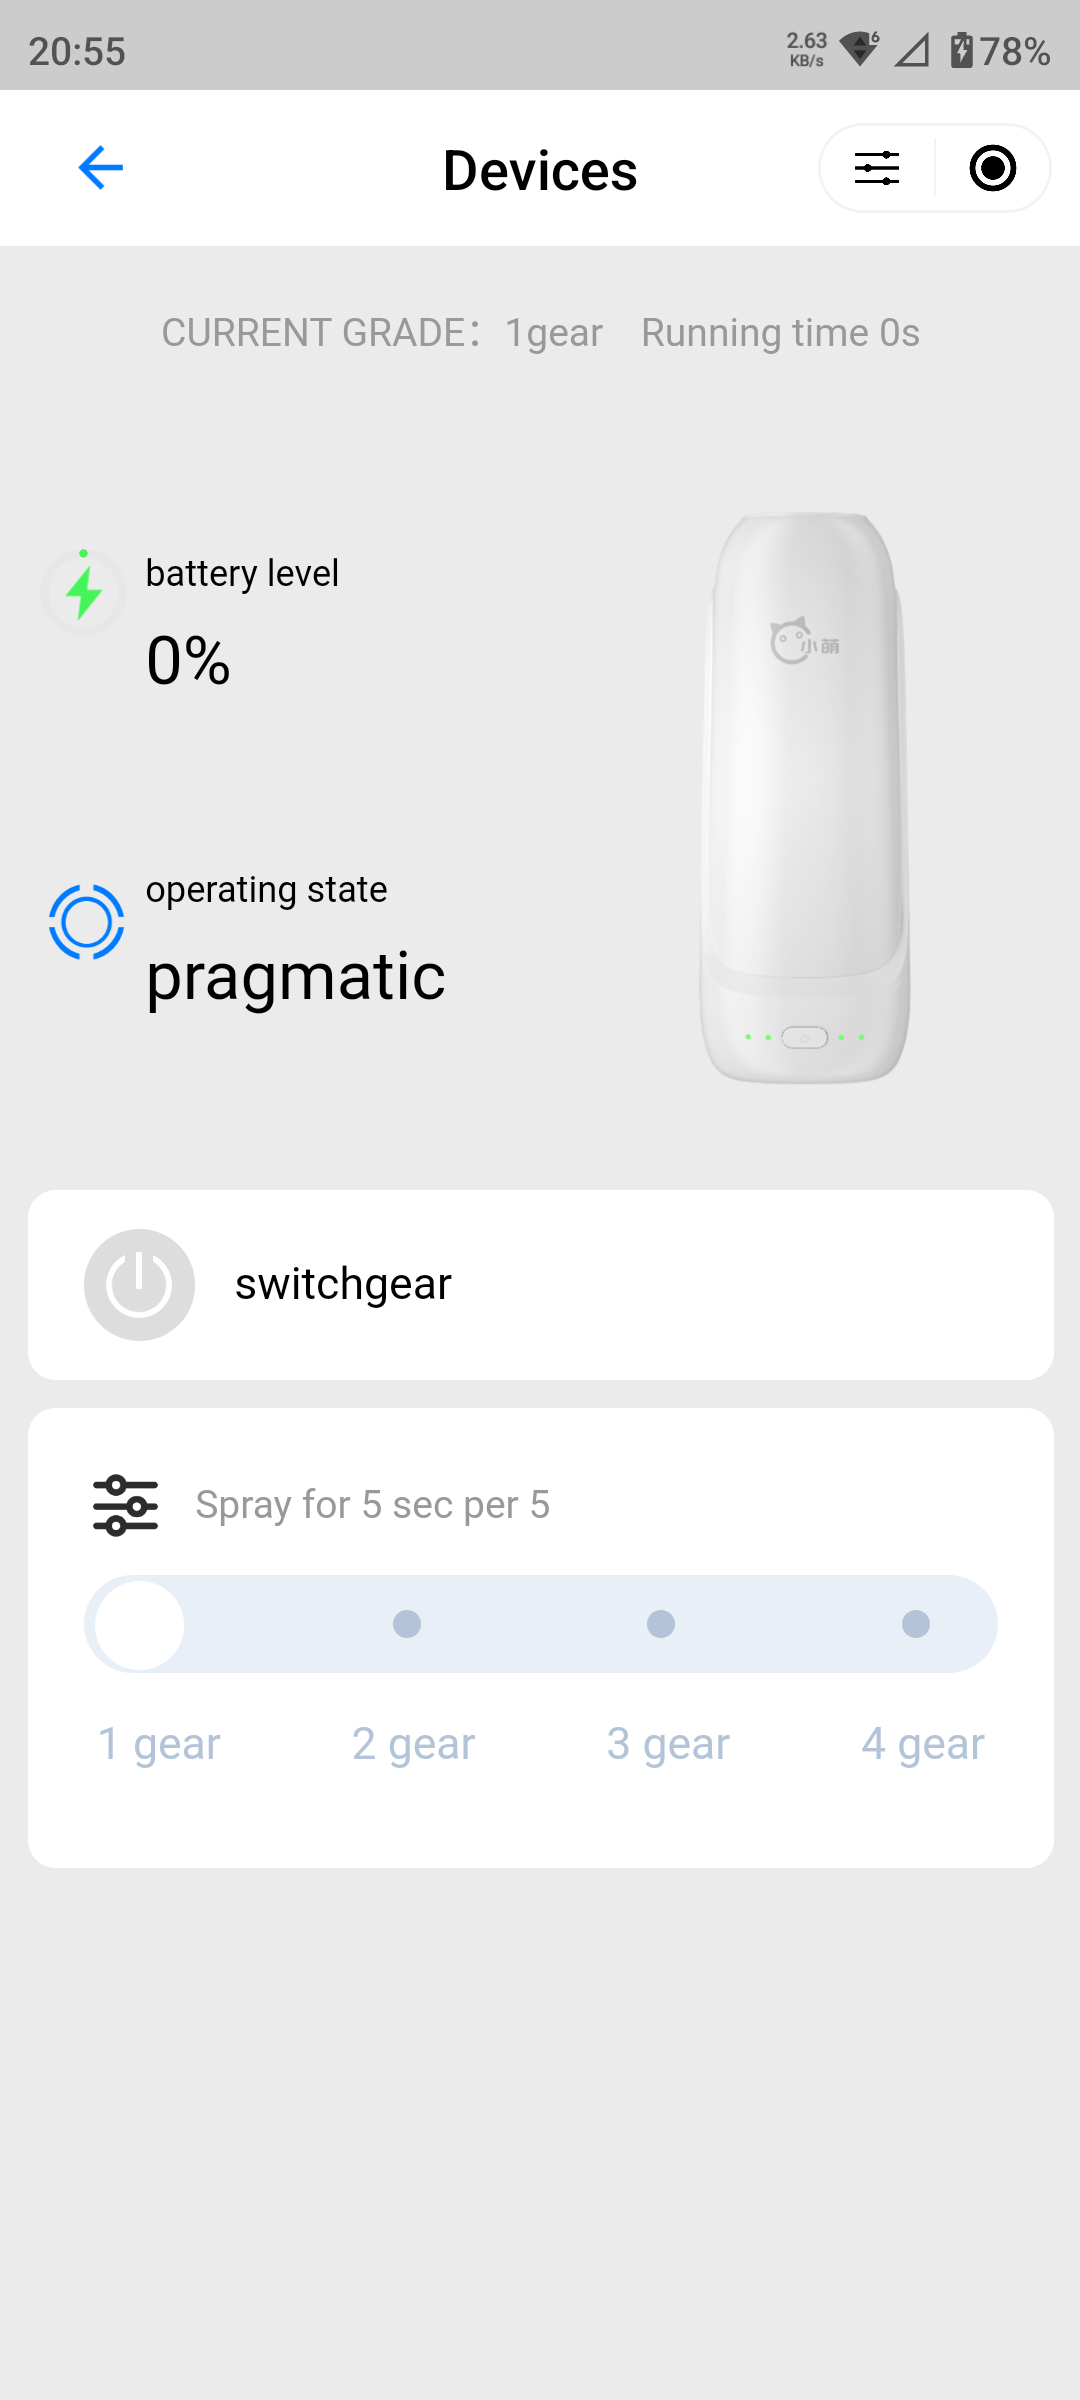 20:55
2.63
KB/s
6
78%
Devices
CURRENT GRADE： 1gear Running time 0s
battery level
0%
小萌
operating state
pragmatic
switchgear
Spray for 5 sec per 5
1 gear 2 gear 3 gear 4 gear